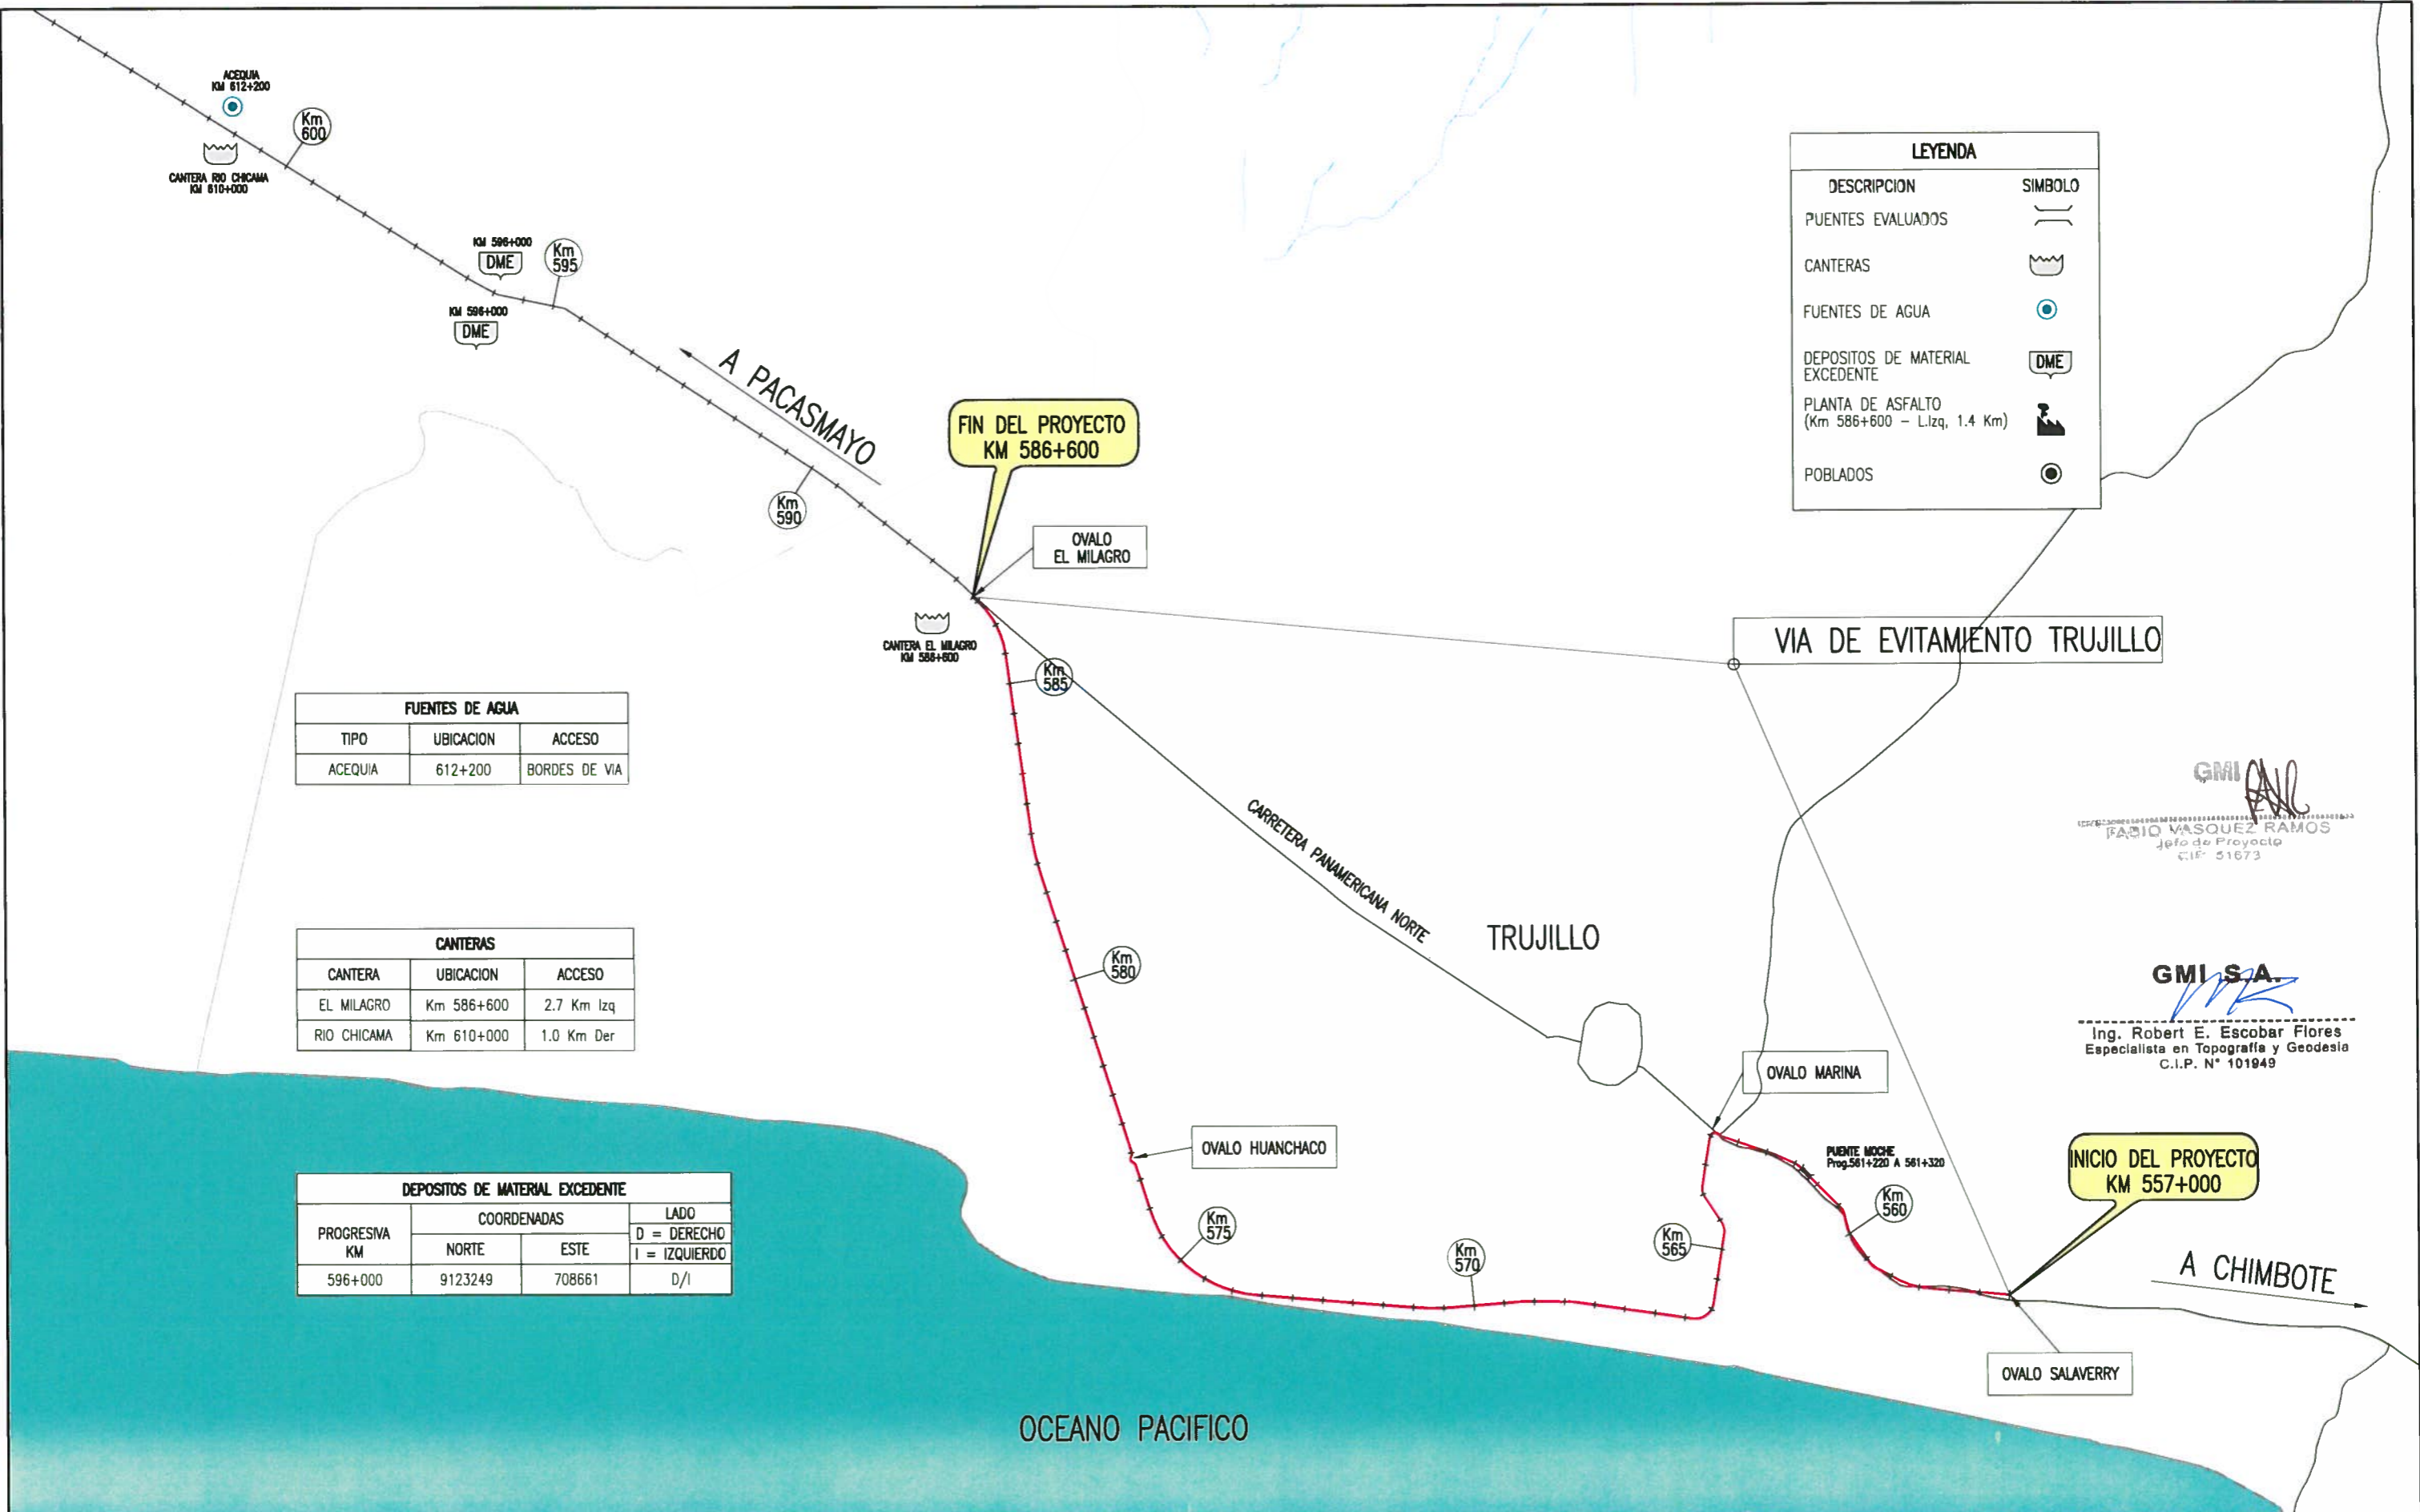 ACEQUIA
KM 612+200
Km
600
CANTERA RIO CHICAMA
KM 610+000
KM 596+000
DME
Km
595
KM 596+000
DME
A PACASMAYO
Km
590
FIN DEL PROYECTO
KM 586+600
OVALO
EL MILAGRO
CANTERA EL MILAGRO
KM 586+600
Km
585
LEYENDA
DESCRIPCION SIMBOLO
PUENTES EVALUADOS
CANTERAS
FUENTES DE AGUA
DEPOSITOS DE MATERIAL
EXCEDENTE
DME
PLANTA DE ASFALTO
(Km 586+600 - L.Izq, 1.4 Km)
POBLADOS
VIA DE EVITAMIENTO TRUJILLO
FUENTES DE AGUA
TIPO UBICACION ACCESO
ACEQUIA 612+200 BORDES DE VIA
CANTERAS
CANTERA UBICACION ACCESO
EL MILAGRO Km 586+600 2.7 Km Izq
RIO CHICAMA Km 610+000 1.0 Km Der
DEPOSITOS DE MATERIAL EXCEDENTE
PROGRESIVA
KM
COORDENADAS
NORTE ESTE
LADO
D = DERECHO
I = IZQUIERDO
596+000 9123249 708661 D/I
CARRETERA PANAMERICANA NORTE
TRUJILLO
Km
580
OVALO HUANCHACO
Km
575
Km
570
Km
565
OVALO MARINA
PUENTE MOCHE
Prog.561+220 A 561+320
Km
560
INICIO DEL PROYECTO
KM 557+000
A CHIMBOTE
OVALO SALAVERRY
OCEANO PACIFICO
GMI
FABIO VASQUEZ RAMOS
Jefe de Proyecto
CIP 51673
GMI S.A.
Ing. Robert E. Escobar Flores
Especialista en Topografía y Geodesia
C.I.P. N° 101949